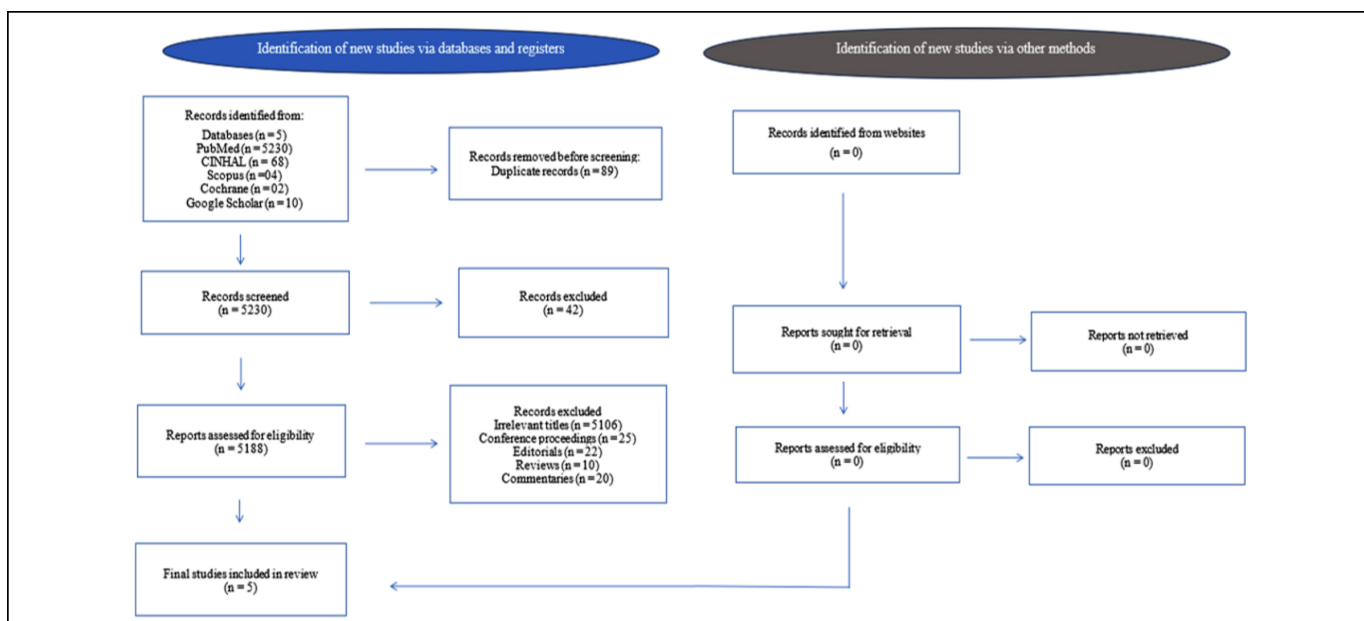 Identification of new studies via databases and registers
Identification of new studies via other methods
Records identified from:
Databases (n = 5)
PubMed (n = 5230)
CINHAL (n = 68)
Scopus (n =04)
Cochrane (n = 02)
Google Scholar (n = 10)
Records removed before screening:
Duplicate records (n = 89)
Records identified from websites
(n = 0)
Records screened
(n = 5230)
Records excluded
(n = 42)
Reports sought for retrieval
(n = 0)
Reports not retrieved
(n = 0)
Reports assessed for eligibility
(n = 5188)
Records excluded
Irrelevant titles (n = 5106)
Conference proceedings (n = 25)
Editorials (n = 22)
Reviews (n = 10)
Commentaries (n = 20)
Reports assessed for eligibility
(n = 0)
Reports excluded
(n = 0)
Final studies included in review
(n = 5)